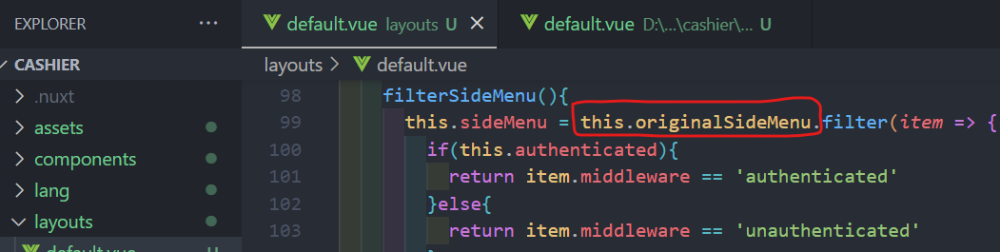 EXPLORER
CASHIER
.nuxt
assets
components
lang
layouts
default.vue U
default.vue layouts U
default.vue D:\...\cashier\... U
layouts > default.vue
98 filterSideMenu(){
99 this.sideMenu = this.originalSideMenu.filter(item => {
100 if(this.authenticated){
101 return item.middleware == 'authenticated'
102 }else{
103 return item.middleware == 'unauthenticated'